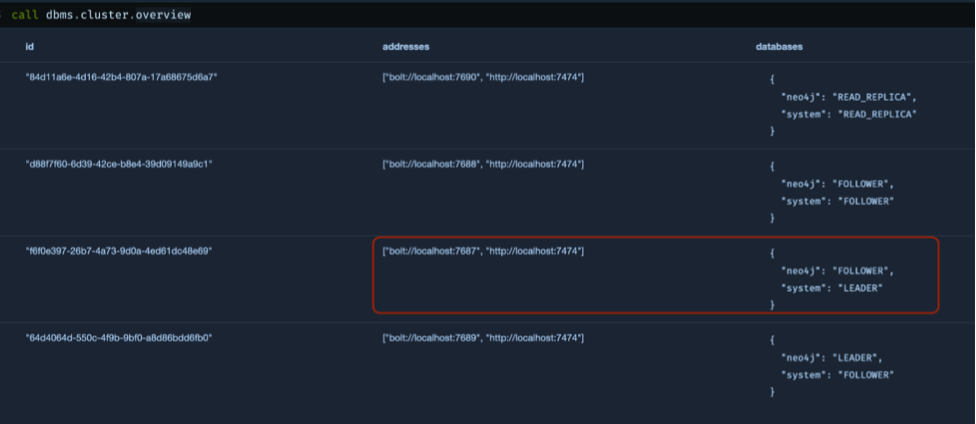 call dbms.cluster.overview
id addresses databases
"84d11a6e-4d16-42b4-807a-17a68675d6a7" ["bolt://localhost:7690", "http://localhost:7474"] {
"neo4j": "READ_REPLICA",
"system": "READ_REPLICA"
}
"d88f7f60-6d39-42ce-b8e4-39d09149a9c1" ["bolt://localhost:7688", "http://localhost:7474"] {
"neo4j": "FOLLOWER",
"system": "FOLLOWER"
}
"f6f0e397-26b7-4a73-9d0a-4ed61dc48e69" ["bolt://localhost:7687", "http://localhost:7474"] {
"neo4j": "FOLLOWER",
"system": "LEADER"
}
"64d4064d-550c-4f9b-9bf0-a8d86bdd6fb0" ["bolt://localhost:7689", "http://localhost:7474"] {
"neo4j": "LEADER",
"system": "FOLLOWER"
}